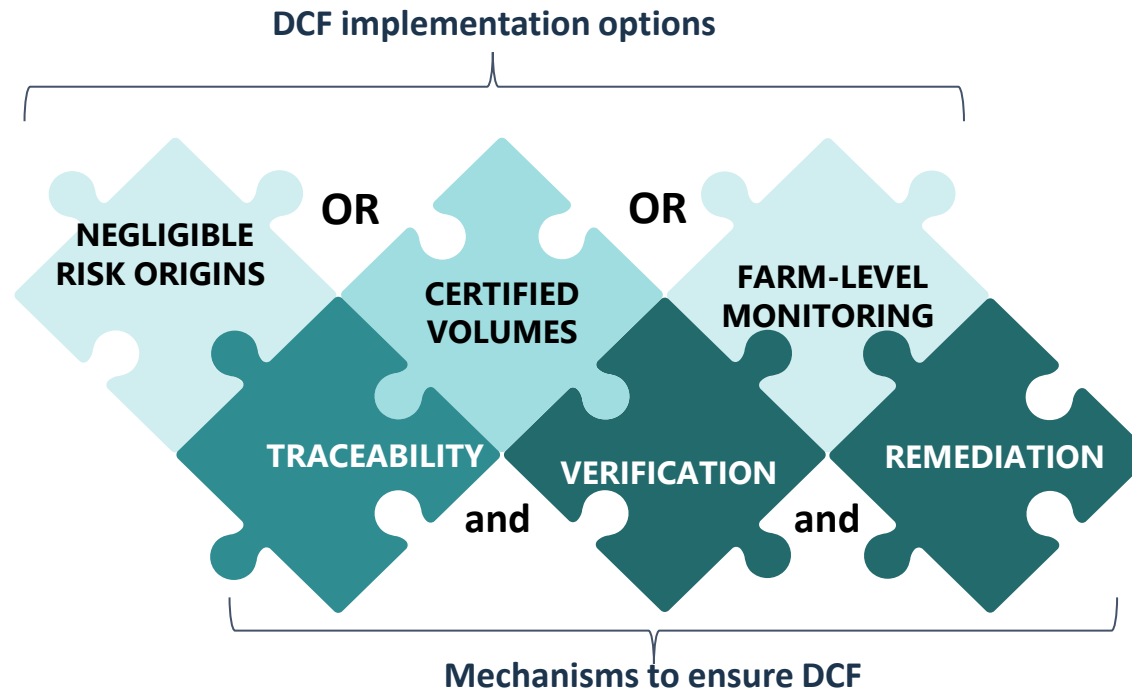 DCF implementation options
NEGLIGIBLE
RISK ORIGINS
OR
CERTIFIED
VOLUMES
OR
FARM-LEVEL
MONITORING
TRACEABILITY
and
VERIFICATION
and
REMEDIATION
Mechanisms to ensure DCF